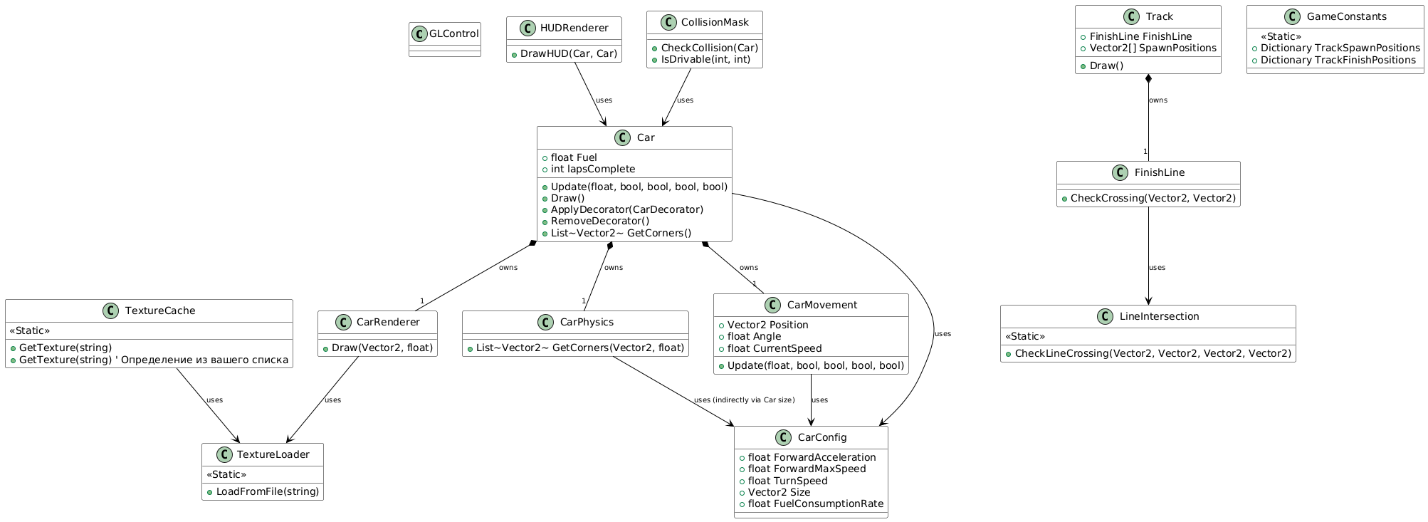 C GLControl
C HUDRenderer
DrawHUD(Car, Car)
C CollisionMask
CheckCollision(Car)
IsDrivable(int, int)
C Track
FinishLine FinishLine
Vector2[] SpawnPositions
Draw()
C GameConstants
«Static»
Dictionary TrackSpawnPositions
Dictionary TrackFinishPositions
uses
uses
owns
1
C Car
float Fuel
int lapsComplete
Update(float, bool, bool, bool, bool)
Draw()
ApplyDecorator(CarDecorator)
RemoveDecorator()
List~Vector2~ GetCorners()
C FinishLine
CheckCrossing(Vector2, Vector2)
owns
1
owns
1
owns
1
uses
uses
C TextureCache
«Static»
GetTexture(string)
GetTexture(string) ' Определение из вашего списка
C CarRenderer
Draw(Vector2, float)
C CarPhysics
List~Vector2~ GetCorners(Vector2, float)
C CarMovement
Vector2 Position
float Angle
float CurrentSpeed
Update(float, bool, bool, bool, bool)
C LineIntersection
«Static»
CheckLineCrossing(Vector2, Vector2, Vector2, Vector2)
uses
uses
uses (indirectly via Car size)
uses
C TextureLoader
«Static»
LoadFromFile(string)
C CarConfig
float ForwardAcceleration
float ForwardMaxSpeed
float TurnSpeed
Vector2 Size
float FuelConsumptionRate